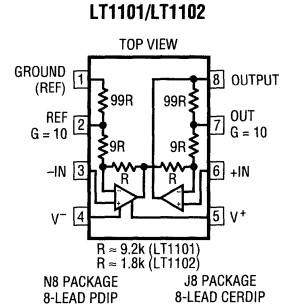 LT1101/LT1102
TOP VIEW
GROUND
(REF)
1
8
OUTPUT
99R
99R
REF
G = 10
2
7
OUT
G = 10
9R
9R
–IN
3
R
R
6
+IN
–
+
–
+
V–
4
5
V+
R ≈ 9.2k (LT1101)
R ≈ 1.8k (LT1102)
N8 PACKAGE
8-LEAD PDIP
J8 PACKAGE
8-LEAD CERDIP